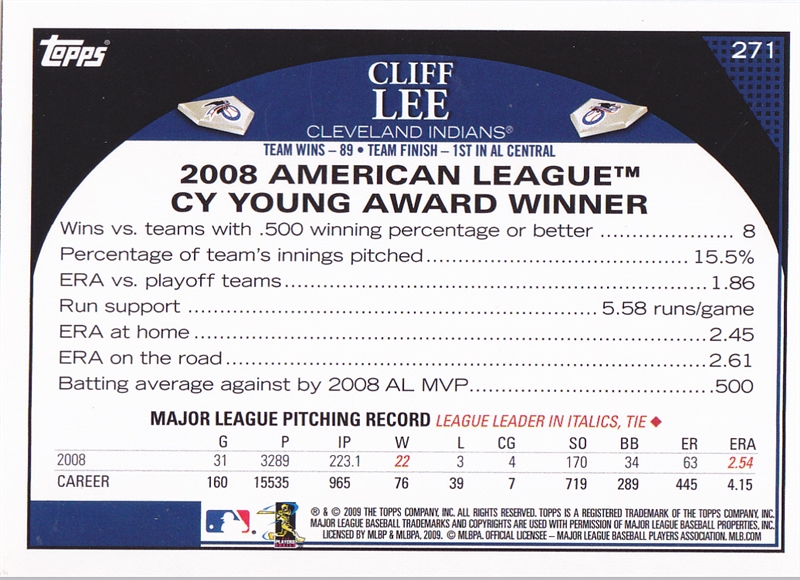 topps®
271
CLIFF
LEE
CLEVELAND INDIANS®
TEAM WINS – 89 • TEAM FINISH – 1ST IN AL CENTRAL
2008 AMERICAN LEAGUE™
CY YOUNG AWARD WINNER
Wins vs. teams with .500 winning percentage or better ..................... 8
Percentage of team's innings pitched........................................ 15.5%
ERA vs. playoff teams.................................................................1.86
Run support .............................................................5.58 runs/game
ERA at home ..............................................................................2.45
ERA on the road..........................................................................2.61
Batting average against by 2008 AL MVP.....................................500
MAJOR LEAGUE PITCHING RECORD LEAGUE LEADER IN ITALICS, TIE ◆
G P IP W L CG SO BB ER ERA
2008 31 3289 223.1 22 3 4 170 34 63 2.54
CAREER 160 15535 965 76 39 7 719 289 445 4.15
® & © 2009 THE TOPPS COMPANY, INC. ALL RIGHTS RESERVED. TOPPS IS A REGISTERED TRADEMARK OF THE TOPPS COMPANY, INC.
MAJOR LEAGUE BASEBALL TRADEMARKS AND COPYRIGHTS ARE USED WITH PERMISSION OF MAJOR LEAGUE BASEBALL PROPERTIES, INC.
LICENSED BY MLBP & MLBPA, 2009. © MLBPA. OFFICIAL LICENSEE – MAJOR LEAGUE BASEBALL PLAYERS ASSOCIATION. MLB.COM